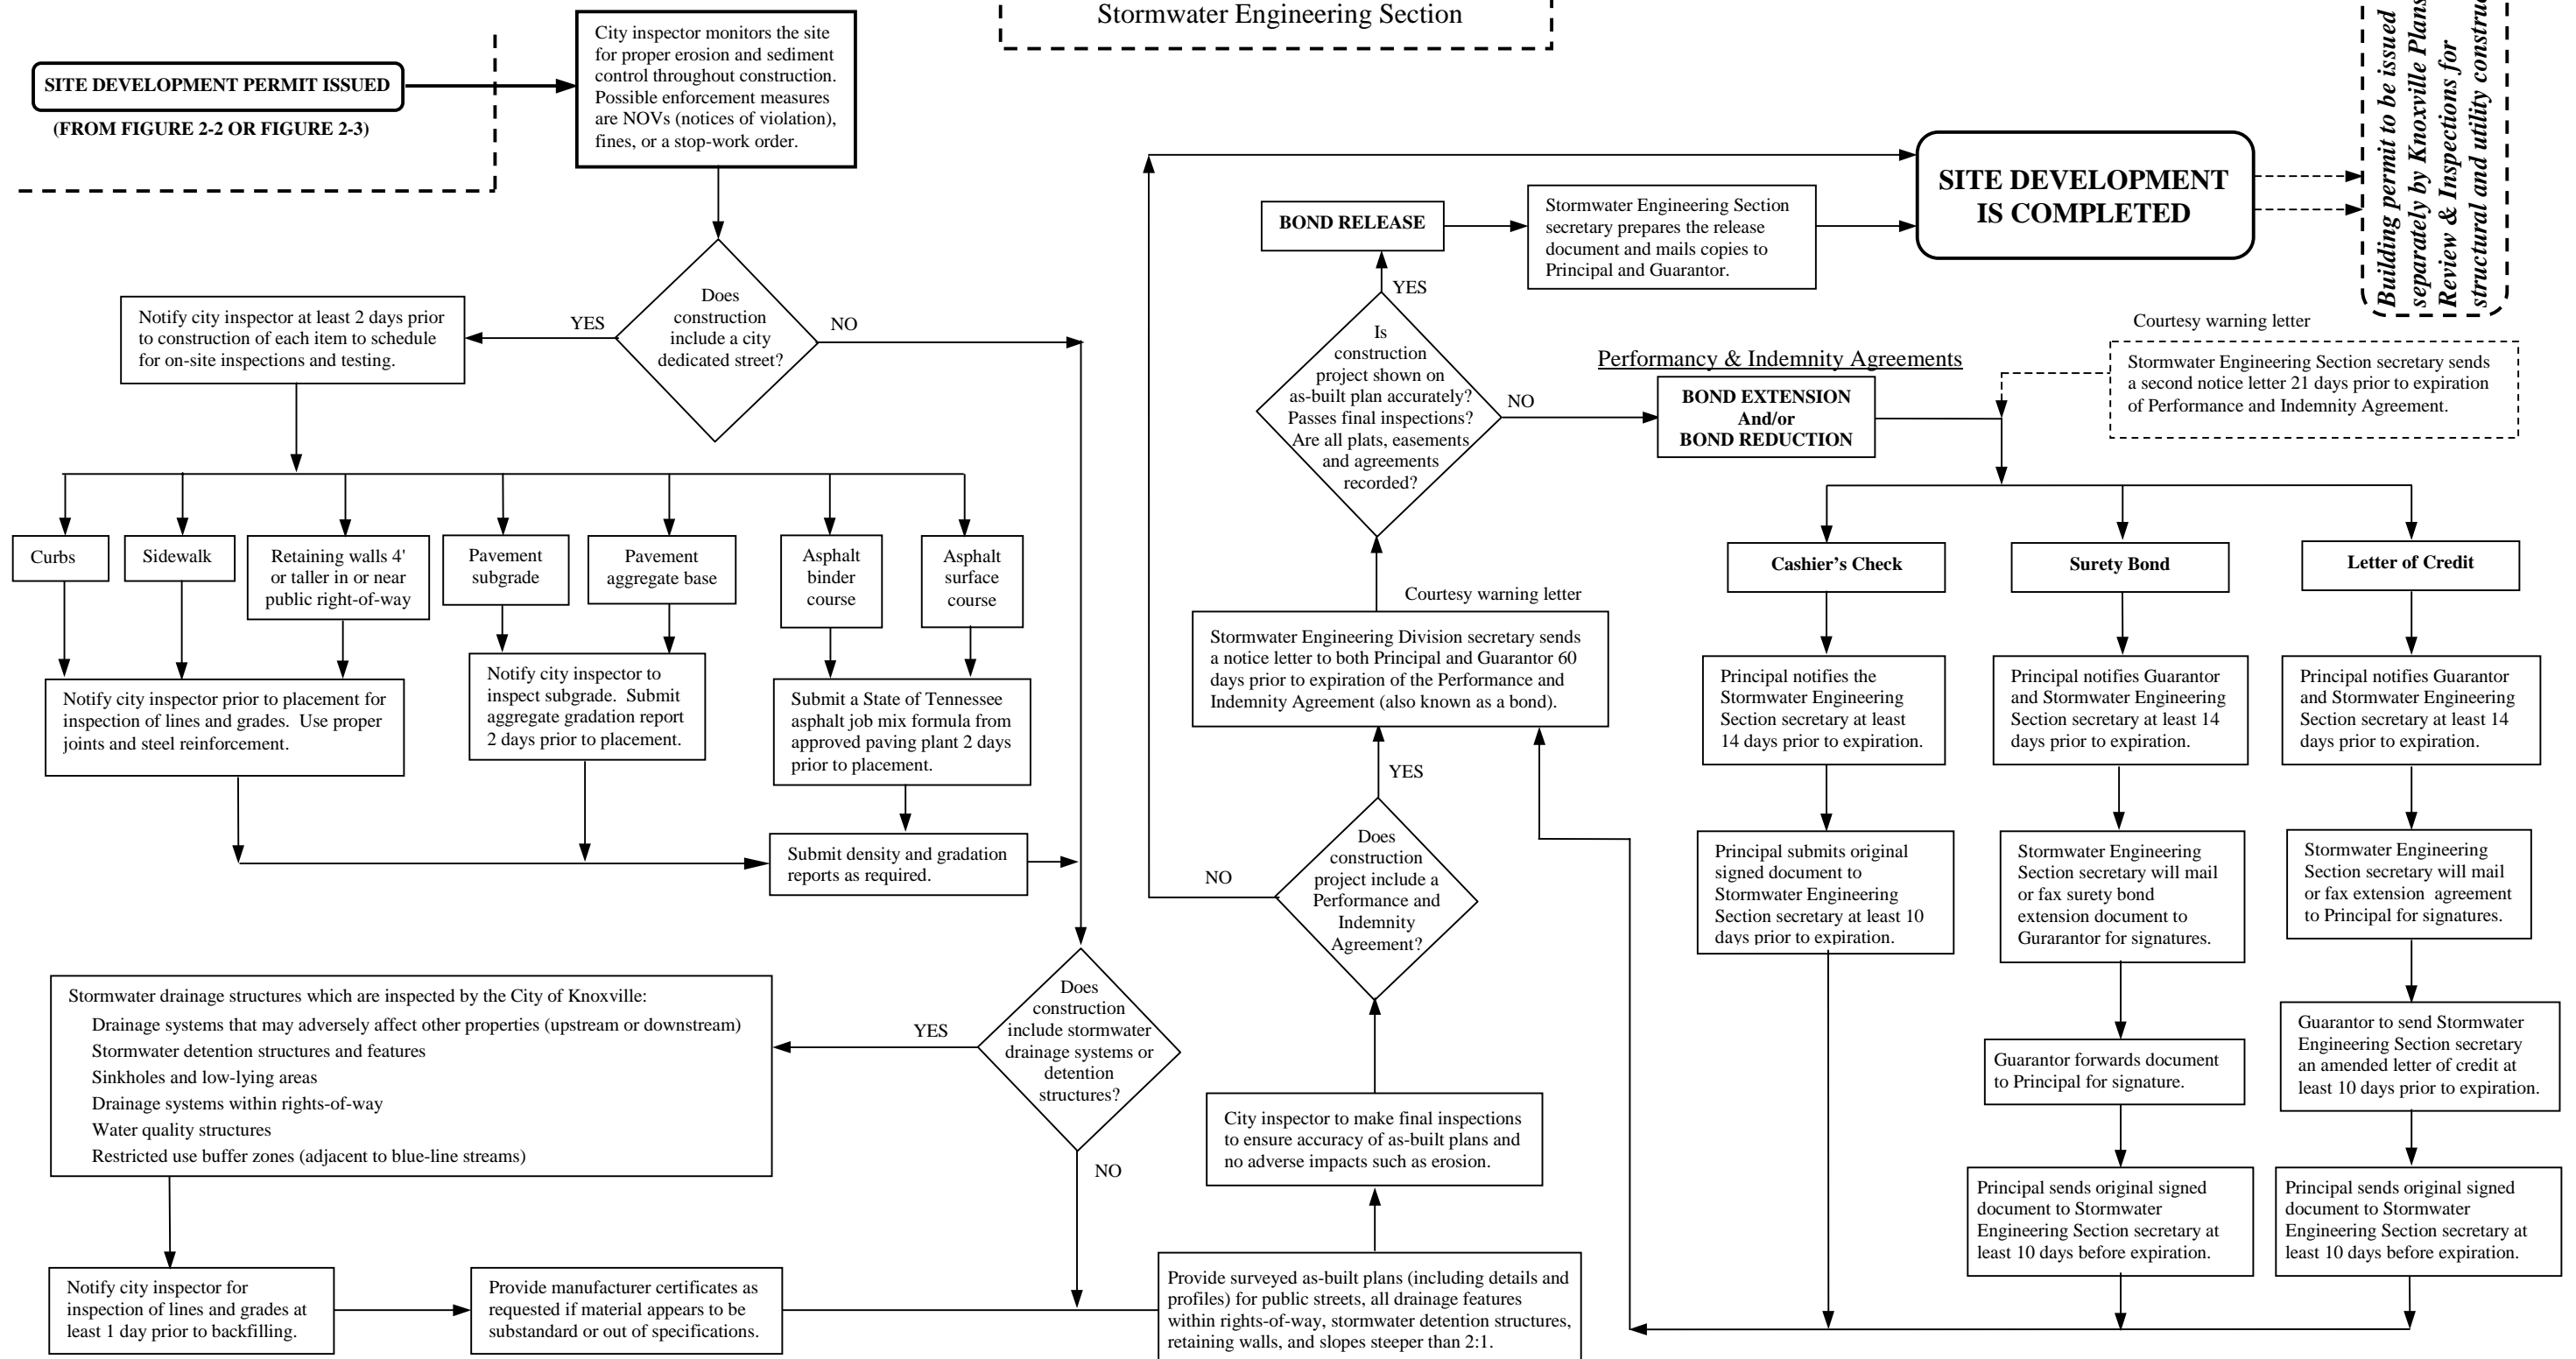 Stormwater Engineering Section
SITE DEVELOPMENT PERMIT ISSUED
(FROM FIGURE 2-2 OR FIGURE 2-3)
City inspector monitors the site
for proper erosion and sediment
control throughout construction.
Possible enforcement measures
are NOVs (notices of violation),
fines, or a stop-work order.
Does
construction
include a city
dedicated street?
YES
NO
Notify city inspector at least 2 days prior
to construction of each item to schedule
for on-site inspections and testing.
Curbs
Sidewalk
Retaining walls 4'
or taller in or near
public right-of-way
Pavement
subgrade
Pavement
aggregate base
Asphalt
binder
course
Asphalt
surface
course
Notify city inspector prior to placement for
inspection of lines and grades.  Use proper
joints and steel reinforcement.
Notify city inspector to
inspect subgrade.  Submit
aggregate gradation report
2 days prior to placement.
Submit a State of Tennessee
asphalt job mix formula from
approved paving plant 2 days
prior to placement.
Submit density and gradation
reports as required.
Does
construction
include stormwater
drainage systems or
detention
structures?
YES
NO
Stormwater drainage structures which are inspected by the City of Knoxville:
Drainage systems that may adversely affect other properties (upstream or downstream)
Stormwater detention structures and features
Sinkholes and low-lying areas
Drainage systems within rights-of-way
Water quality structures
Restricted use buffer zones (adjacent to blue-line streams)
Notify city inspector for
inspection of lines and grades at
least 1 day prior to backfilling.
Provide manufacturer certificates as
requested if material appears to be
substandard or out of specifications.
Provide surveyed as-built plans (including details and
profiles) for public streets, all drainage features
within rights-of-way, stormwater detention structures,
retaining walls, and slopes steeper than 2:1.
City inspector to make final inspections
to ensure accuracy of as-built plans and
no adverse impacts such as erosion.
Does
construction
project include a
Performance and
Indemnity
Agreement?
NO
YES
Courtesy warning letter
Stormwater Engineering Division secretary sends
a notice letter to both Principal and Guarantor 60
days prior to expiration of the Performance and
Indemnity Agreement (also known as a bond).
Is
construction
project shown on
as-built plan accurately?
Passes final inspections?
Are all plats, easements
and agreements
recorded?
YES
NO
BOND RELEASE
Stormwater Engineering Section
secretary prepares the release
document and mails copies to
Principal and Guarantor.
SITE DEVELOPMENT
IS COMPLETED
Building permit to be issued
separately by Knoxville Plans
Review & Inspections for
structural and utility
Performancy & Indemnity Agreements
BOND EXTENSION
And/or
BOND REDUCTION
Courtesy warning letter
Stormwater Engineering Section secretary sends
a second notice letter 21 days prior to expiration
of Performance and Indemnity Agreement.
Cashier's Check
Principal notifies the
Stormwater Engineering
Section secretary at least
14 days prior to expiration.
Principal submits original
signed document to
Stormwater Engineering
Section secretary at least 10
days prior to expiration.
Surety Bond
Principal notifies Guarantor
and Stormwater Engineering
Section secretary at least 14
days prior to expiration.
Stormwater Engineering
Section secretary will mail
or fax surety bond
extension document to
Gurarantor for signatures.
Guarantor forwards document
to Principal for signature.
Principal sends original signed
document to Stormwater
Engineering Section secretary at
least 10 days before expiration.
Letter of Credit
Principal notifies Guarantor
and Stormwater Engineering
Section secretary at least 14
days prior to expiration.
Stormwater Engineering
Section secretary will mail
or fax extension  agreement
to Principal for signatures.
Guarantor to send Stormwater
Engineering Section secretary
an amended letter of credit at
least 10 days prior to expiration.
Principal sends original signed
document to Stormwater
Engineering Section secretary at
least 10 days before expiration.